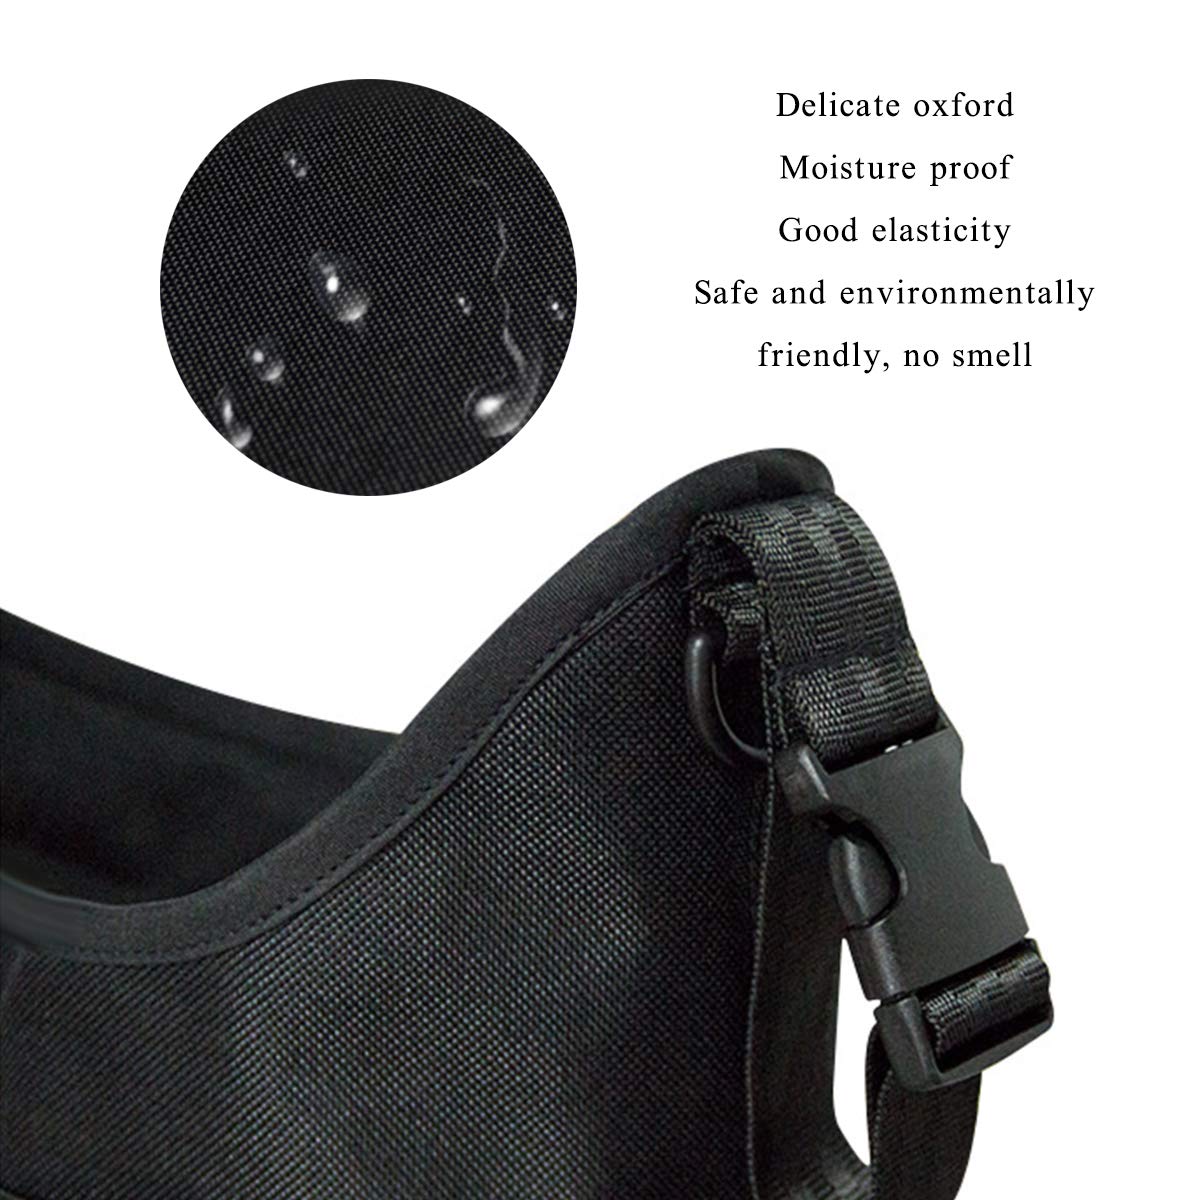 Delicate oxford
Moisture proof
Good elasticity
Safe and environmentally
friendly, no smell